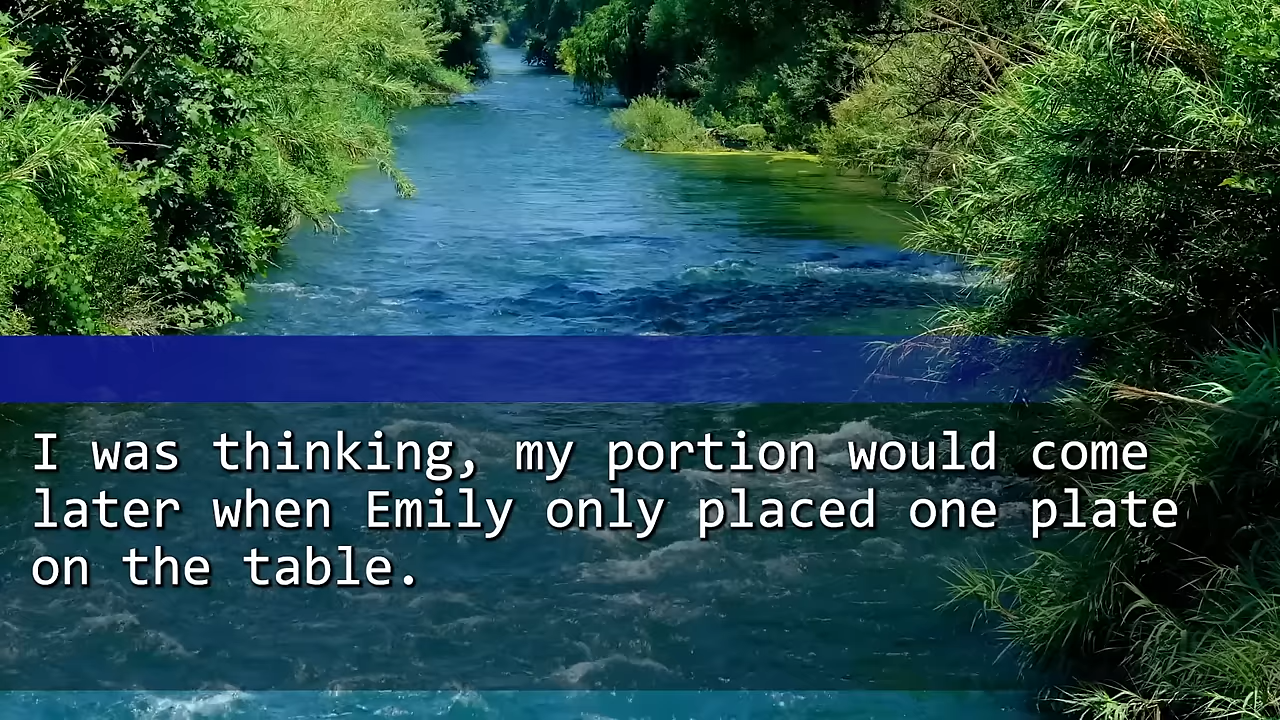 I was thinking, my portion would come
later when Emily only placed one plate
on the table.